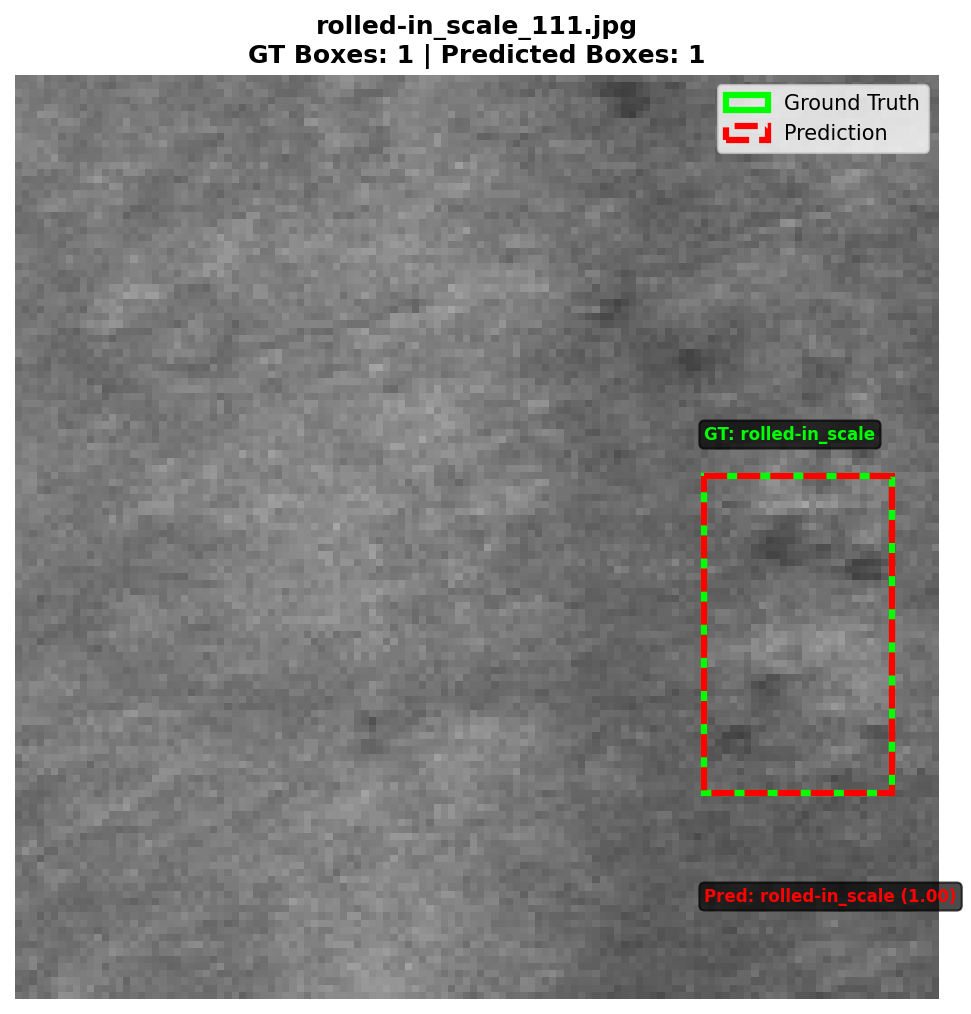 rolled-in_scale_111.jpg
GT Boxes: 1 | Predicted Boxes: 1
Ground Truth
Prediction
GT: rolled-in_scale
Pred: rolled-in_scale (1.00)